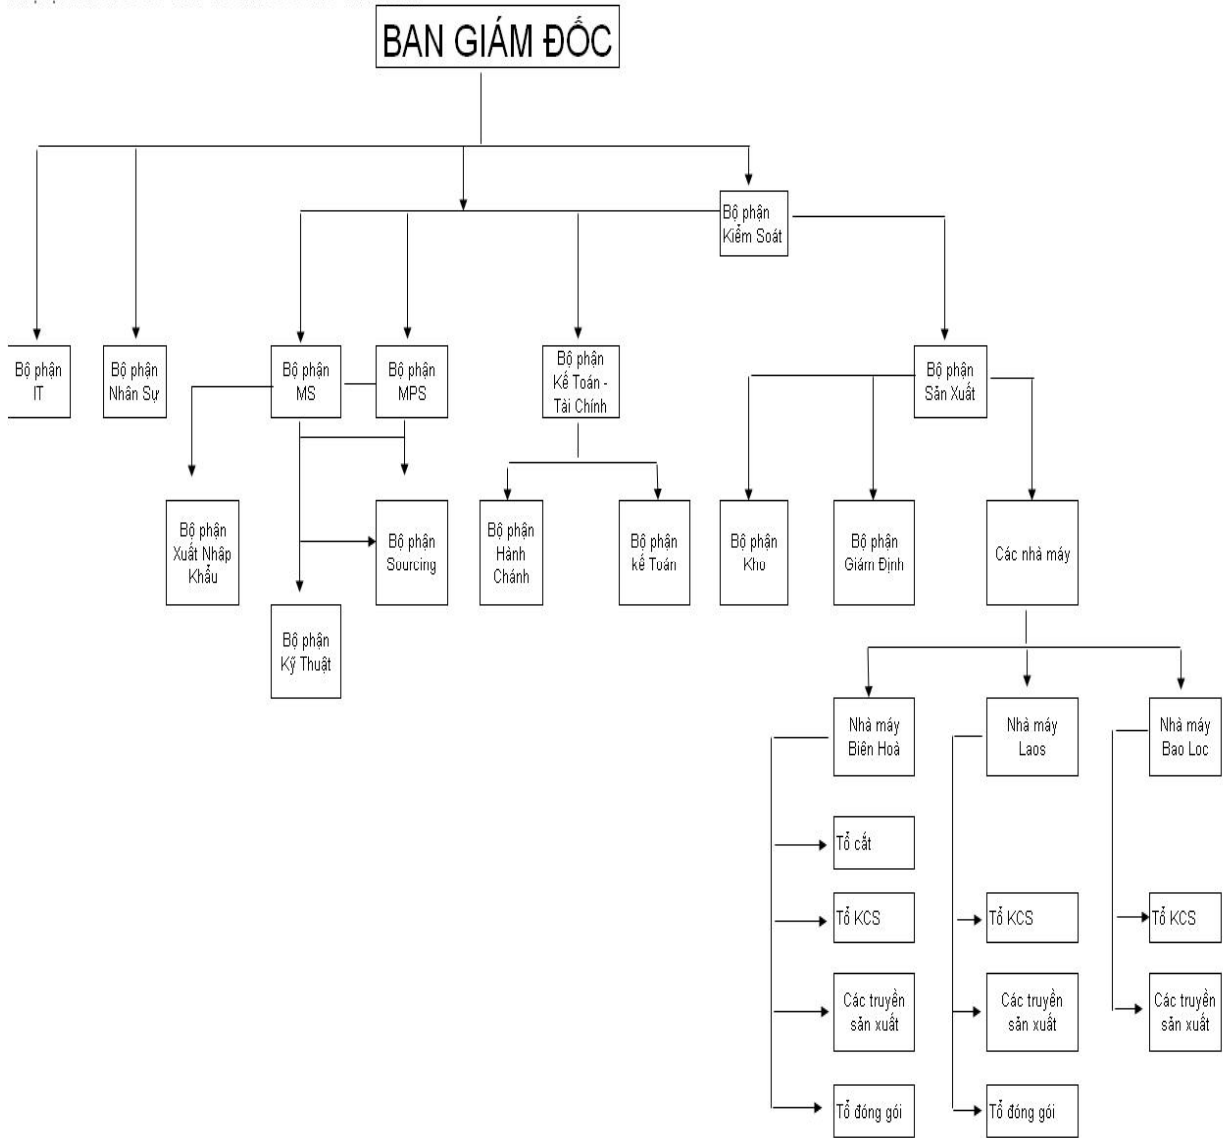 BAN GIÁM ĐỐC
Bộ phận
Kiểm Soát
Bộ phận
IT
Bộ phận
Nhân Sự
Bộ phận
MS
Bộ phận
MPS
Bộ phận
Kế Toán -
Tài Chính
Bộ phận
Sản Xuất
Bộ phận
Xuất Nhập
Khẩu
Bộ phận
Kỹ Thuật
Bộ phận
Sourcing
Bộ phận
Hành
Chánh
Bộ phận
kế Toán
Bộ phận
Kho
Bộ phận
Giám Định
Các nhà máy
Nhà máy
Biên Hoà
Nhà máy
Laos
Nhà máy
Bao Loc
Tổ cắt
Tổ KCS
Tổ KCS
Tổ KCS
Các truyền
sản xuất
Các truyền
sản xuất
Các truyền
sản xuất
Tổ đóng gói
Tổ đóng gói